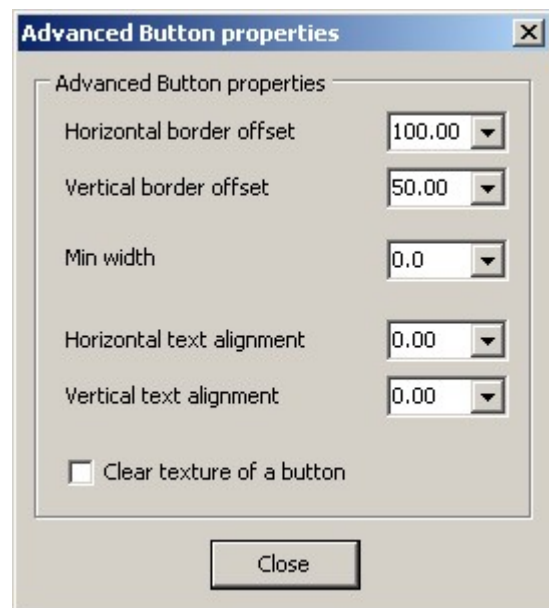 Advanced Button properties
Advanced Button properties
Horizontal border offset 100.00
Vertical border offset 50.00
Min width 0.0
Horizontal text alignment 0.00
Vertical text alignment 0.00
Clear texture of a button
Close